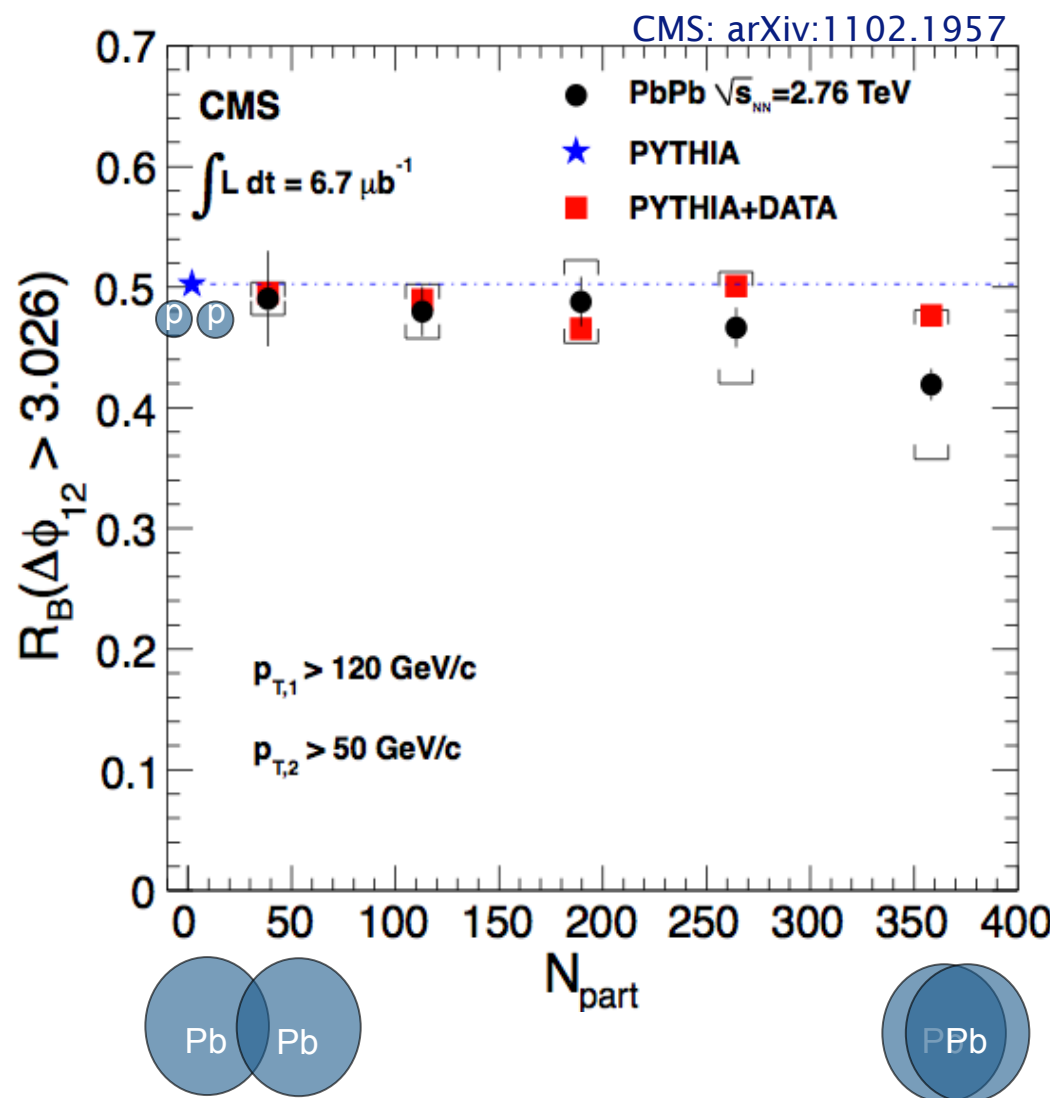 CMS: arXiv:1102.1957
CMS
∫L dt = 6.7 μb⁻¹
PbPb √s_NN=2.76 TeV
PYTHIA
PYTHIA+DATA
R_B(Δϕ₁₂ > 3.026)
0.7
0.6
0.5
0.4
0.3
0.2
0.1
0
p p
p_T,1 > 120 GeV/c
p_T,2 > 50 GeV/c
0 50 100 150 200 250 300 350 400
N_part
Pb Pb
Pb Pb